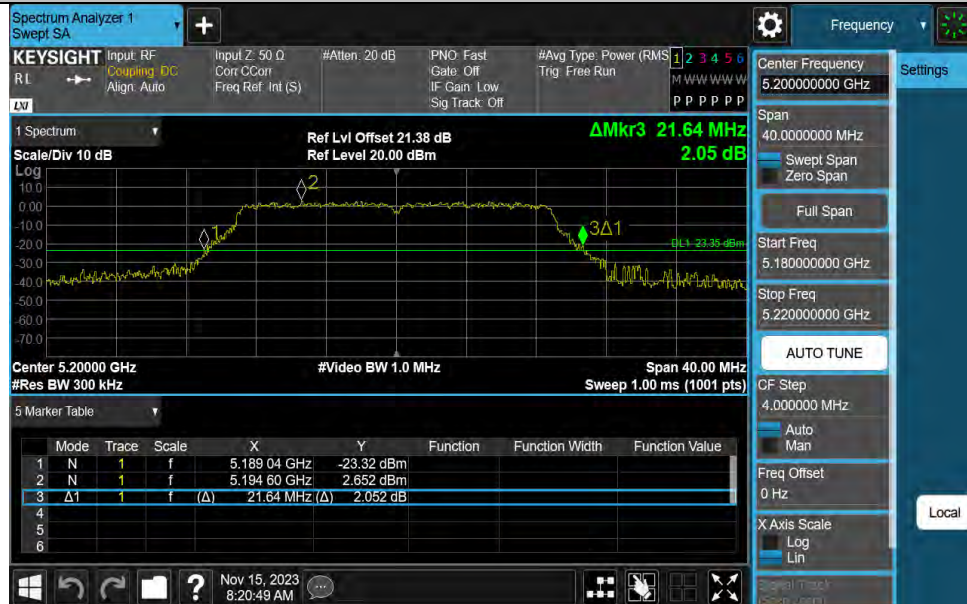 Spectrum Analyzer 1
Swept SA
+
Frequency
KEYSIGHT
RL
LXI
Input: RF
Coupling: DC
Align: Auto
Input Z: 50 Ω
Corr CCorr
Freq Ref: Int (S)
#Atten: 20 dB
PNO: Fast
Gate: Off
IF Gain: Low
Sig Track: Off
#Avg Type: Power (RMS
Trig: Free Run
1 2 3 4 5 6
M W W W W W
P P P P P P
1 Spectrum
Scale/Div 10 dB
Ref Lvl Offset 21.38 dB
Ref Level 20.00 dBm
ΔMkr3 21.64 MHz
2.05 dB
Log
10.0
0.00
-10.0
-20.0
-30.0
-40.0
-50.0
-60.0
-70.0
1
2
3Δ1
DL1 -23.35 dBm
Center 5.20000 GHz
#Res BW 300 kHz
#Video BW 1.0 MHz
Span 40.00 MHz
Sweep 1.00 ms (1001 pts)
5 Marker Table
Mode Trace Scale X Y Function Function Width Function Value
1 N 1 f 5.189 04 GHz -23.32 dBm
2 N 1 f 5.194 60 GHz 2.652 dBm
3 Δ1 1 f (Δ) 21.64 MHz (Δ) 2.052 dB
4
5
6
?
Nov 15, 2023
8:20:49 AM
Center Frequency
5.200000000 GHz
Span
40.0000000 MHz
Swept Span
Zero Span
Full Span
Start Freq
5.180000000 GHz
Stop Freq
5.220000000 GHz
AUTO TUNE
CF Step
4.000000 MHz
Auto
Man
Freq Offset
0 Hz
X Axis Scale
Log
Lin
Signal Track
Settings
Local